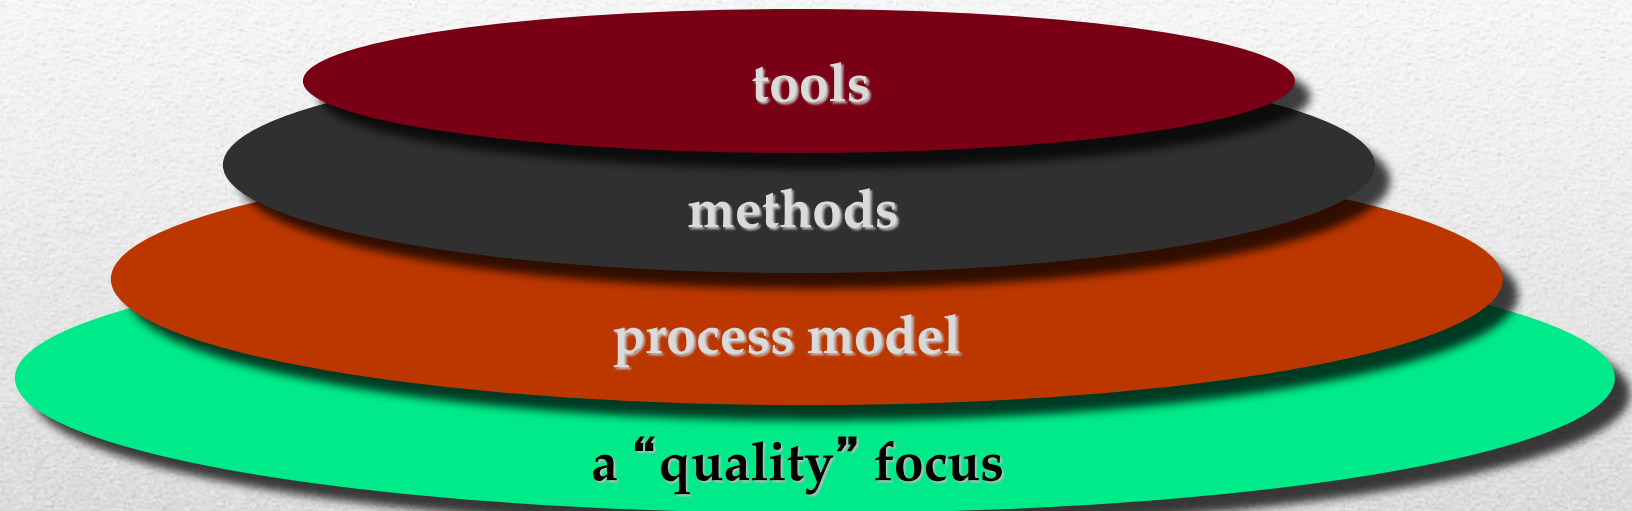 tools
methods
process model
a “quality” focus